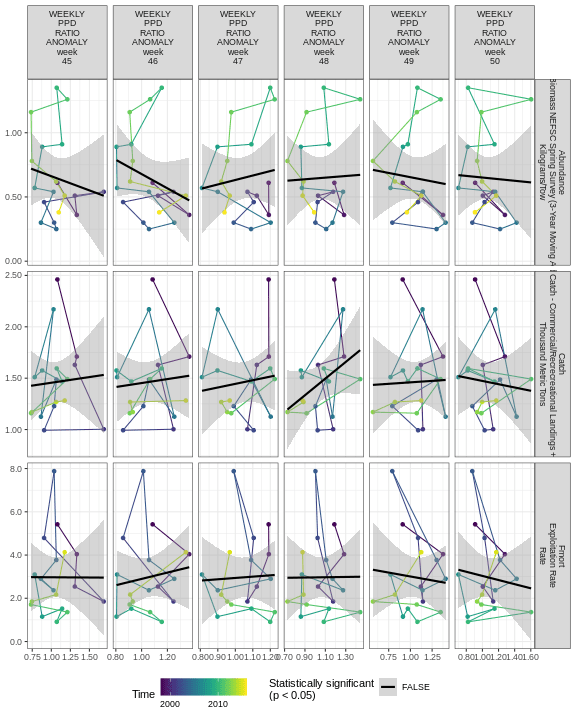 WEEKLY
PPD
RATIO
ANOMALY
week
45
WEEKLY
PPD
RATIO
ANOMALY
week
46
WEEKLY
PPD
RATIO
ANOMALY
week
47
WEEKLY
PPD
RATIO
ANOMALY
week
48
WEEKLY
PPD
RATIO
ANOMALY
week
49
WEEKLY
PPD
RATIO
ANOMALY
week
50
1.00
0.50
0.00
Abundance
Biomass NEFSC Spring Survey (3-Year Moving A
Kilograms/Tow
2.50
2.00
1.50
1.00
Catch
Catch - Commercial/Recreational Landings +
Thousand Metric Tons
8.0
6.0
4.0
2.0
0.0
Fmort
Exploitation Rate
Rate
0.75 1.00 1.25 1.50
0.80 1.00 1.20
0.80 0.90 1.00 1.10 1.20
0.70 0.90 1.10 1.30
0.75 1.00 1.25
0.80 1.00 1.20 1.40 1.60
Time
2000 2010
Statistically significant
(p < 0.05)
FALSE